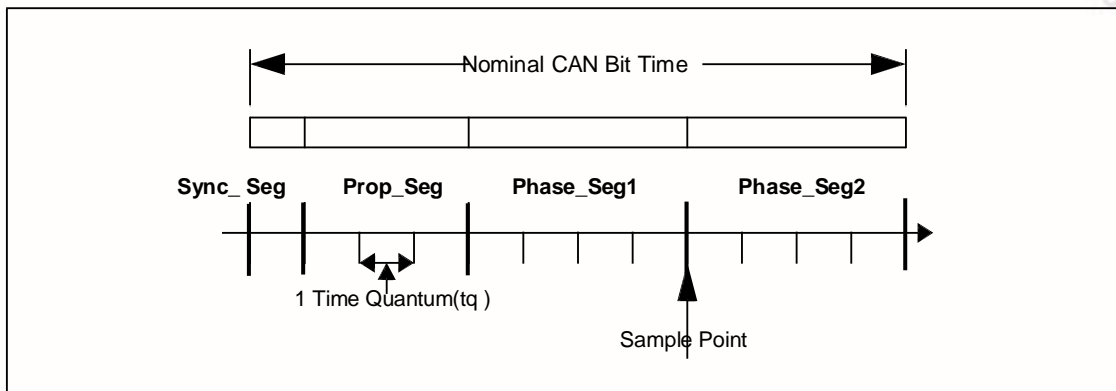 Nominal CAN Bit Time
Sync_ Seg Prop_Seg Phase_Seg1 Phase_Seg2
1 Time Quantum(tq )
Sample Point